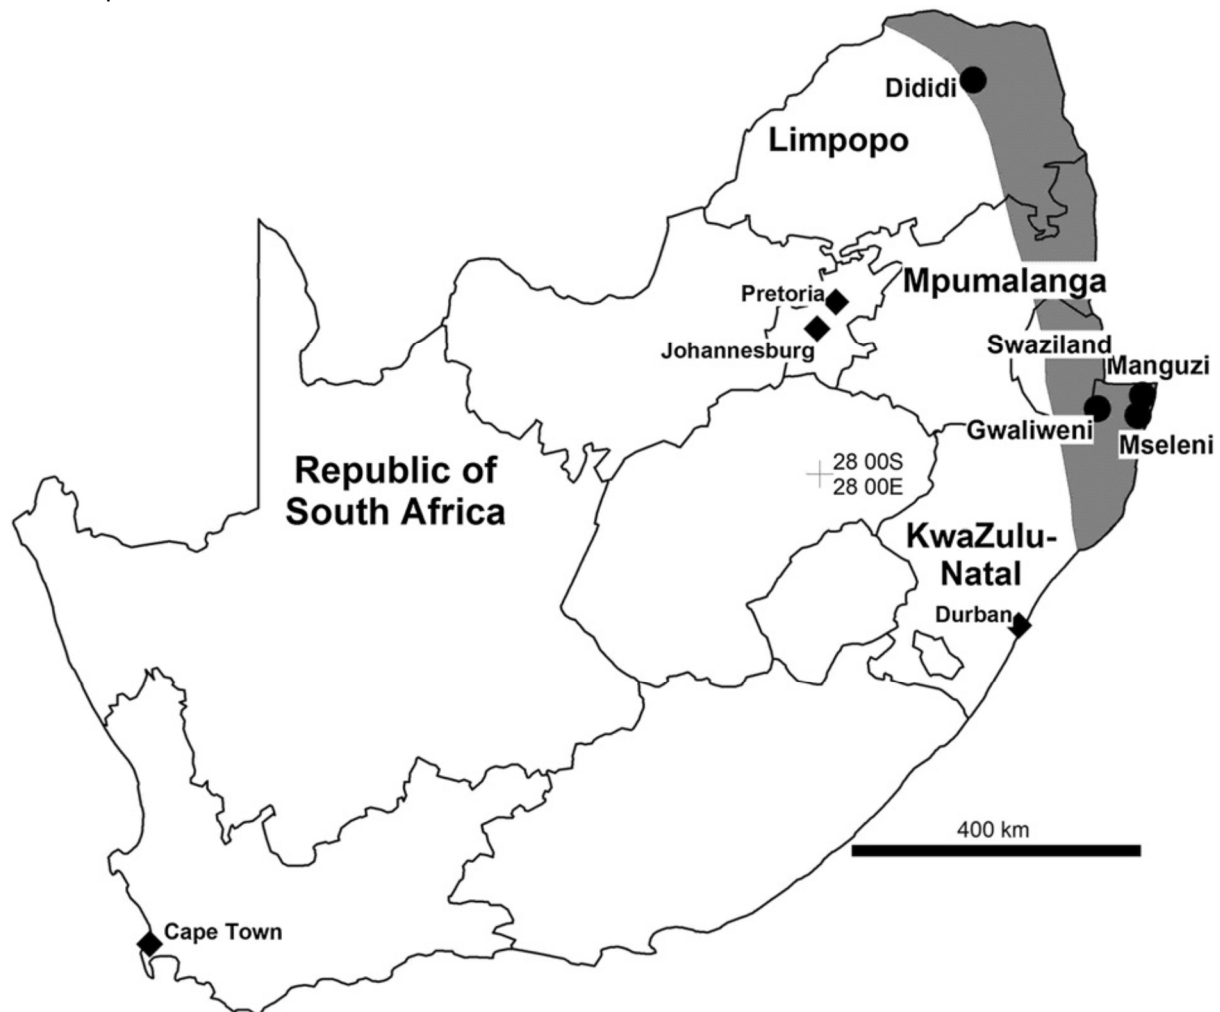 Dididi
Limpopo
Mpumalanga
Pretoria
Johannesburg
Swaziland
Manguzi
Gwaliweni
Mseleni
28 00S
28 00E
Republic of
South Africa
KwaZulu-
Natal
Durban
400 km
Cape Town